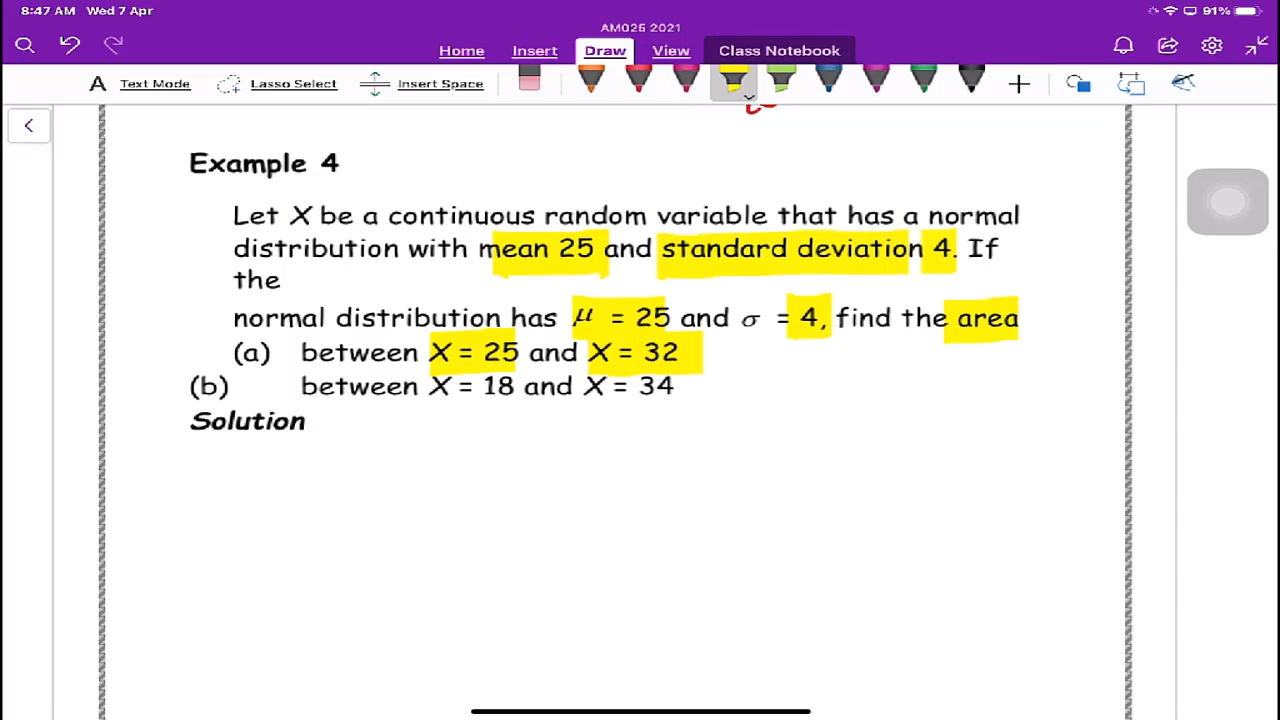 8:47 AM Wed 7 Apr
91%
AM025 2021
Home Insert Draw View Class Notebook
A Text Mode Lasso Select Insert Space
Example 4
Let X be a continuous random variable that has a normal
distribution with mean 25 and standard deviation 4. If
the
normal distribution has μ = 25 and σ = 4, find the area
(a) between X = 25 and X = 32
(b) between X = 18 and X = 34
Solution